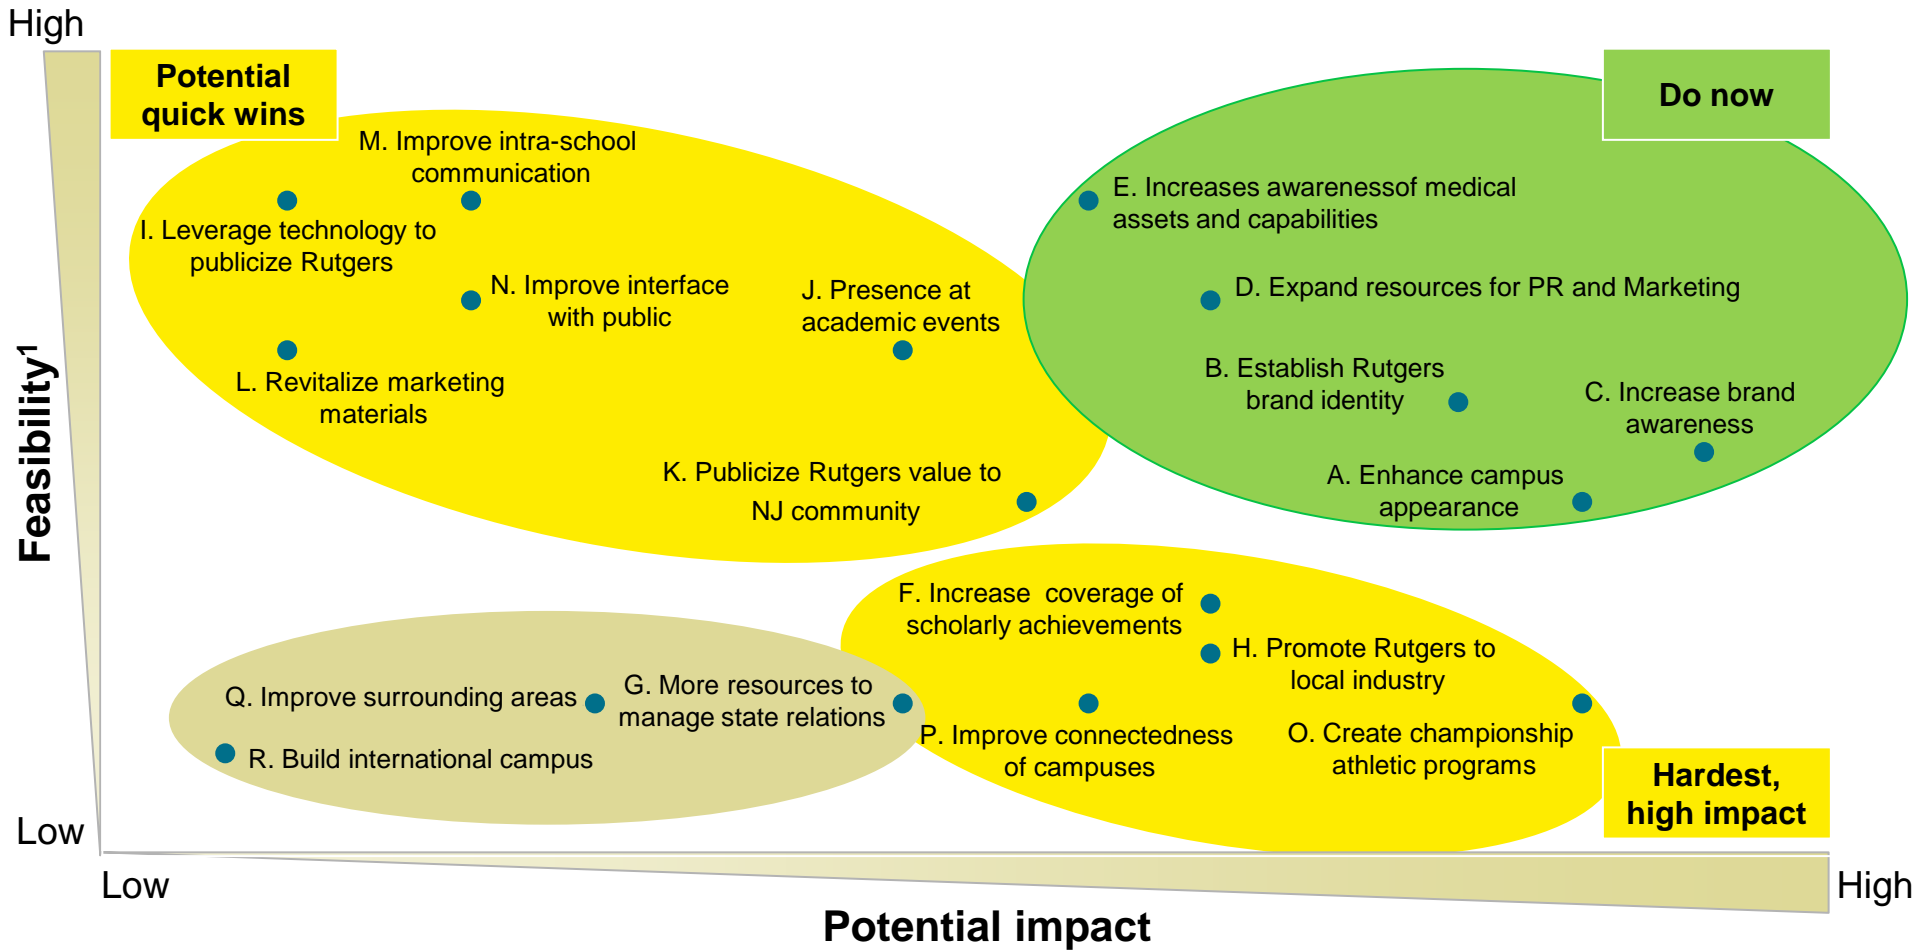 High
Potential
quick wins
Do now
M. Improve intra-school
communication
E. Increases awarenessof medical
assets and capabilities
I. Leverage technology to
publicize Rutgers
N. Improve interface
with public
J. Presence at
academic events
D. Expand resources for PR and Marketing
L. Revitalize marketing
materials
B. Establish Rutgers
brand identity
C. Increase brand
awareness
K. Publicize Rutgers value to
NJ community
A. Enhance campus
appearance
Feasibility¹
F. Increase  coverage of
scholarly achievements
H. Promote Rutgers to
local industry
Q. Improve surrounding areas
G. More resources to
manage state relations
R. Build international campus
P. Improve connectedness
of campuses
O. Create championship
athletic programs
Hardest,
high impact
Low
Low
High
Potential impact